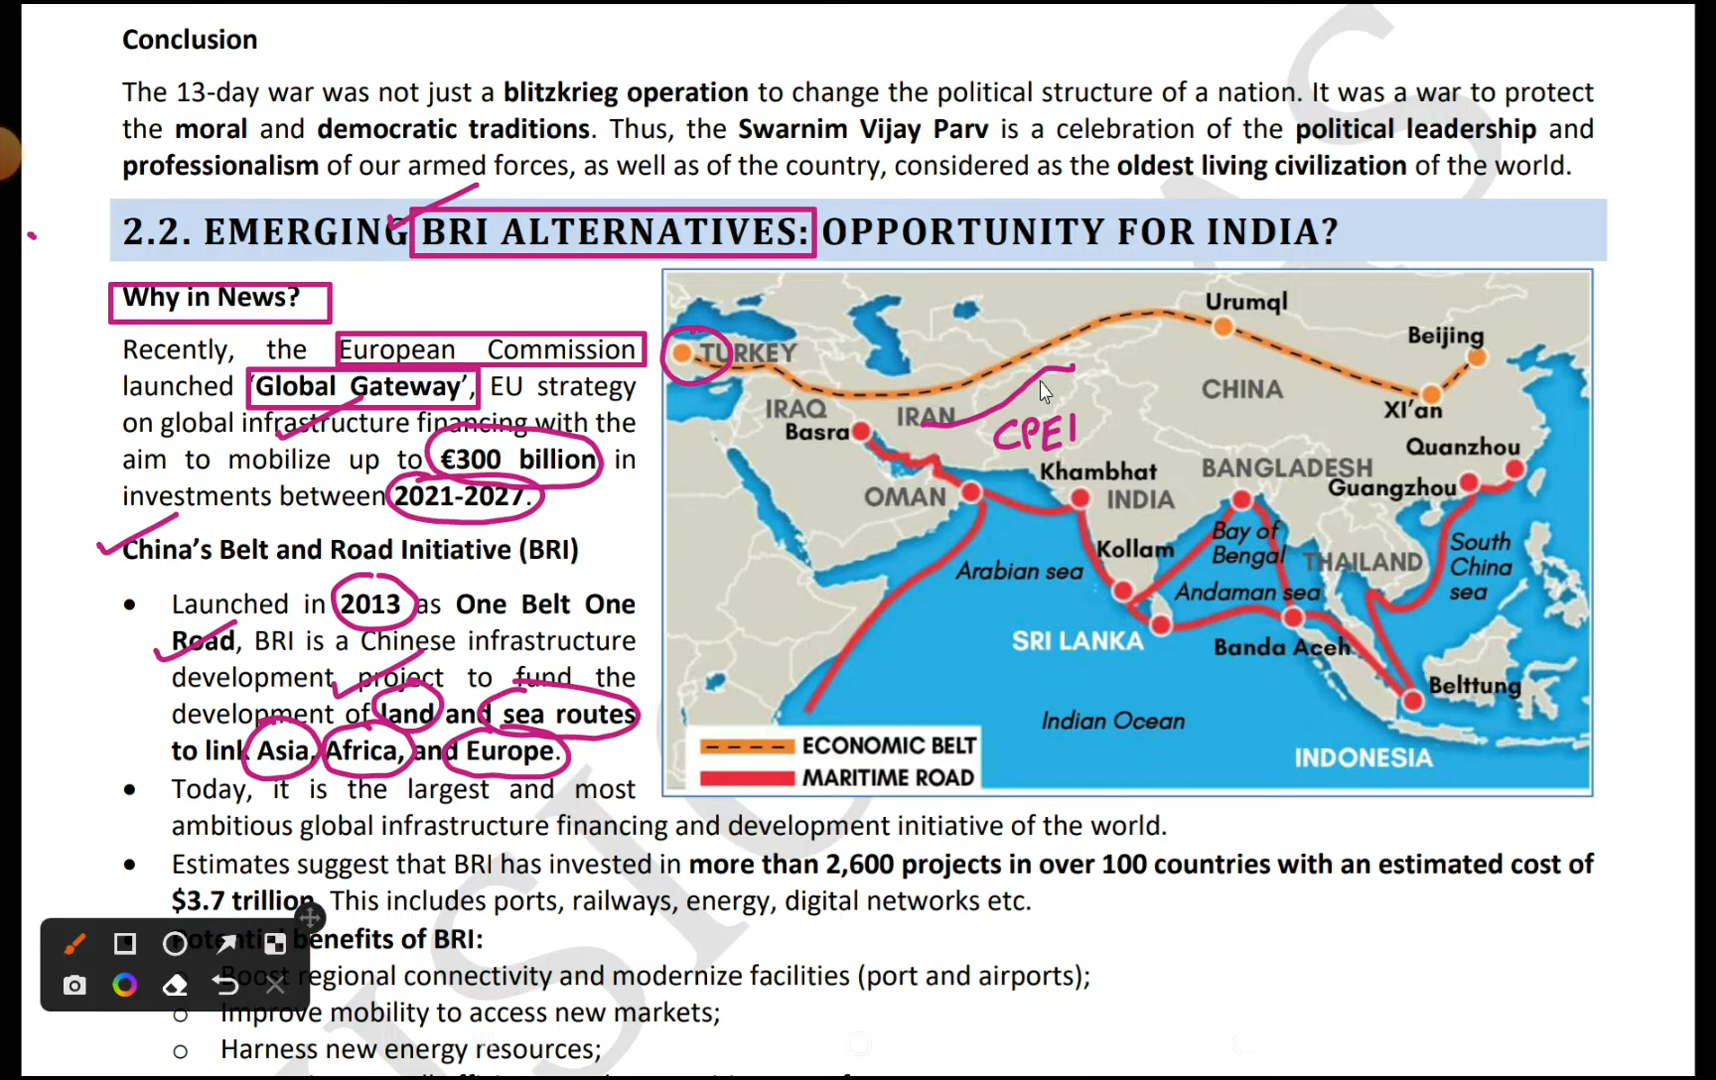 Conclusion
The 13-day war was not just a blitzkrieg operation to change the political structure of a nation. It was a war to protect
the moral and democratic traditions. Thus, the Swarnim Vijay Parv is a celebration of the political leadership and
professionalism of our armed forces, as well as of the country, considered as the oldest living civilization of the world.
2.2. EMERGING BRI ALTERNATIVES: OPPORTUNITY FOR INDIA?
Why in News?
Recently, the European Commission
launched 'Global Gateway', EU strategy
on global infrastructure financing with the
aim to mobilize up to €300 billion in
investments between 2021-2027.
China's Belt and Road Initiative (BRI)
• Launched in 2013 as One Belt One
Road, BRI is a Chinese infrastructure
development project to fund the
development of land and sea routes
to link Asia, Africa, and Europe.
• Today, it is the largest and most
ambitious global infrastructure financing and development initiative of the world.
• Estimates suggest that BRI has invested in more than 2,600 projects in over 100 countries with an estimated cost of
$3.7 trillion. This includes ports, railways, energy, digital networks etc.
Potential benefits of BRI:
Boost regional connectivity and modernize facilities (port and airports);
o Improve mobility to access new markets;
o Harness new energy resources;
Urumql
Beijing
TURKEY
CHINA
XI'an
IRAQ
IRAN
Basra
CPEI
Quanzhou
Khambhat
BANGLADESH
Guangzhou
OMAN
INDIA
Bay of
Bengal
Kollam
THAILAND
South
China
sea
Arabian sea
Andaman sea
SRI LANKA
Banda Aceh
Belttung
Indian Ocean
INDONESIA
ECONOMIC BELT
MARITIME ROAD